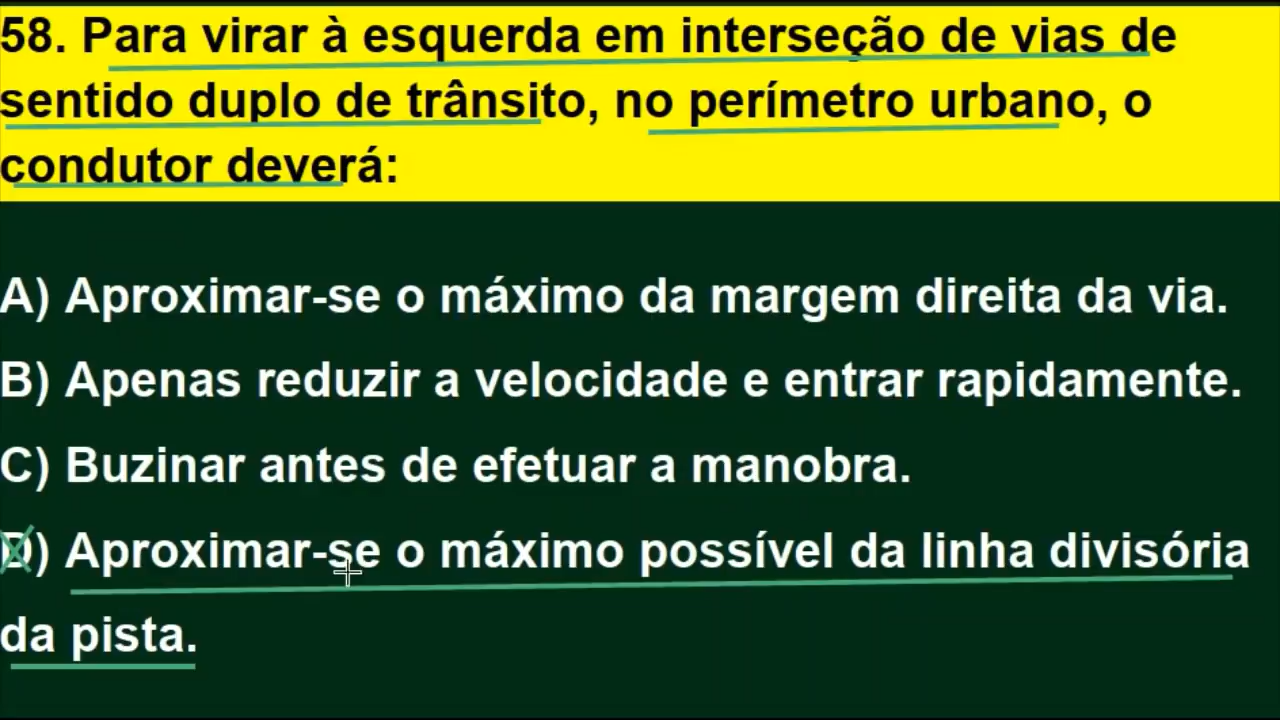 58. Para virar à esquerda em interseção de vias de
sentido duplo de trânsito, no perímetro urbano, o
condutor deverá:
A) Aproximar-se o máximo da margem direita da via.
B) Apenas reduzir a velocidade e entrar rapidamente.
C) Buzinar antes de efetuar a manobra.
D) Aproximar-se o máximo possível da linha divisória
da pista.